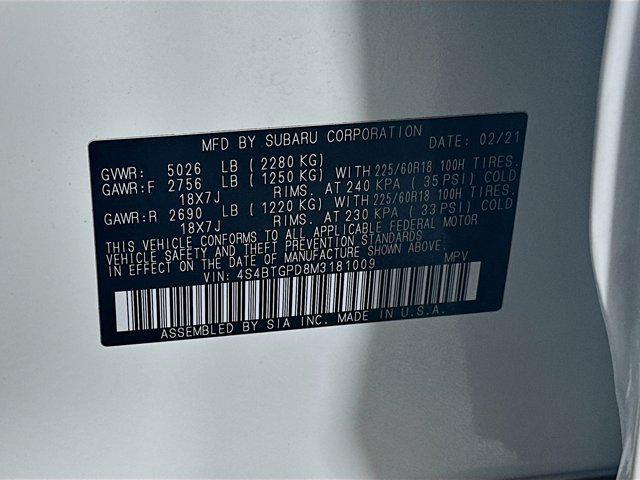 MFD BY SUBARU CORPORATION DATE: 02/21
GVWR: 5026 LB ( 2280 KG)
GAWR:F 2756 LB ( 1250 KG) WITH 225/60R18 100H TIRES.
18X7J RIMS. AT 240 KPA ( 35 PSI) COLD
GAWR:R 2690 LB ( 1220 KG) WITH 225/60R18 100H TIRES.
18X7J RIMS. AT 230 KPA ( 33 PSI) COLD
THIS VEHICLE CONFORMS TO ALL APPLICABLE FEDERAL MOTOR
VEHICLE SAFETY AND THEFT PREVENTION STANDARDS
IN EFFECT ON THE DATE OF MANUFACTURE SHOWN ABOVE.
VIN: 4S4BTGPD8M3181009 MPV
ASSEMBLED BY SIA INC. MADE IN U.S.A.